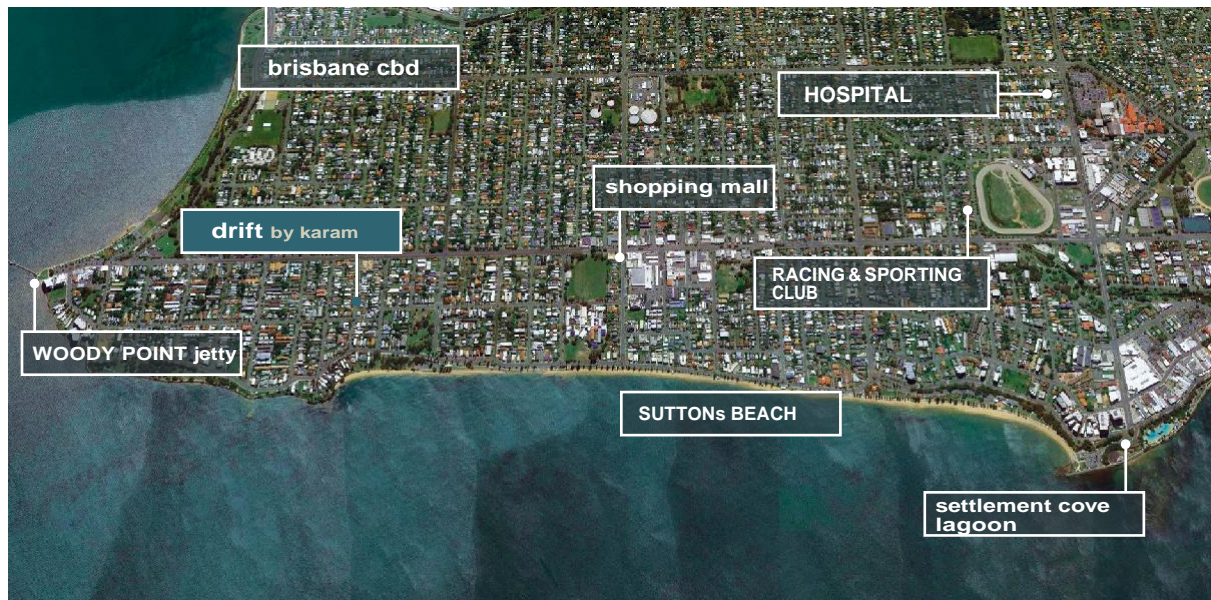 brisbane cbd
HOSPITAL
shopping mall
drift by karam
RACING & SPORTING
CLUB
WOODY POINT jetty
SUTTONs BEACH
settlement cove
lagoon